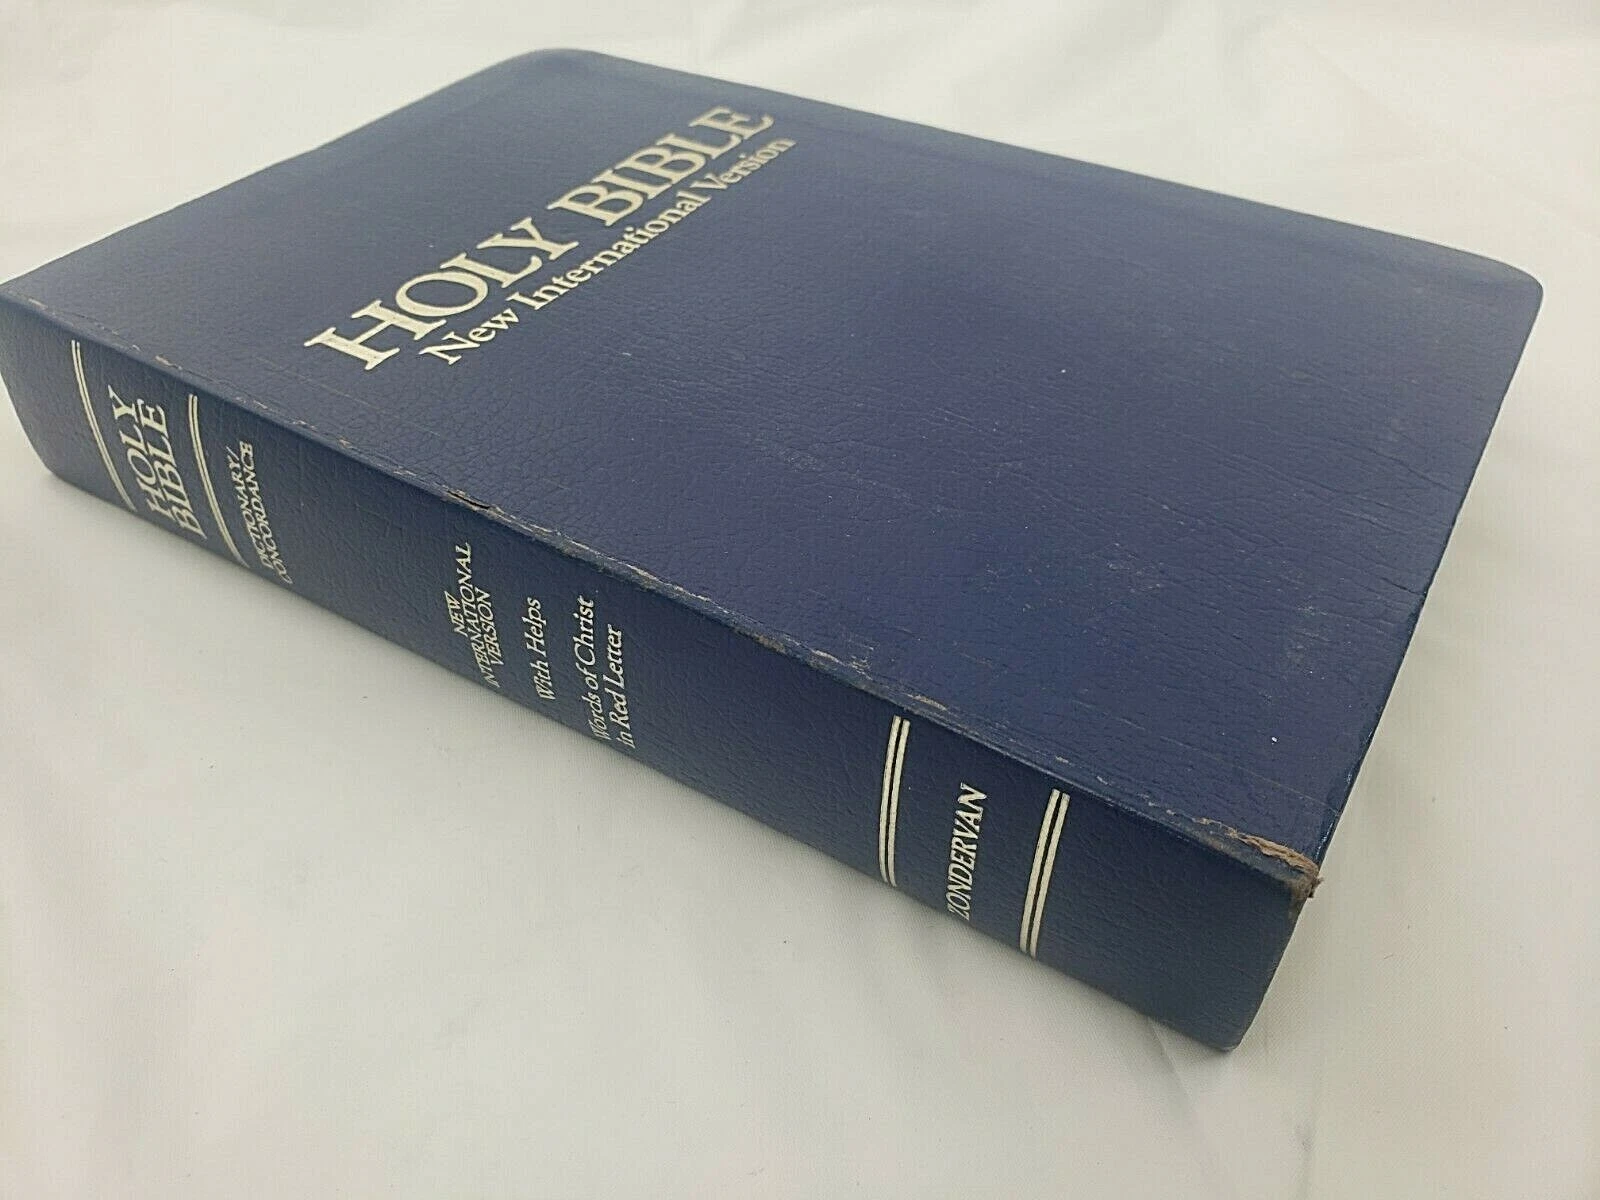 HOLY BIBLE
New International Version
HOLY
BIBLE
DICTIONARY/
CONCORDANCE
NEW
INTERNATIONAL
VERSION
With Helps
Words of Christ
in Red Letter
ZONDERVAN